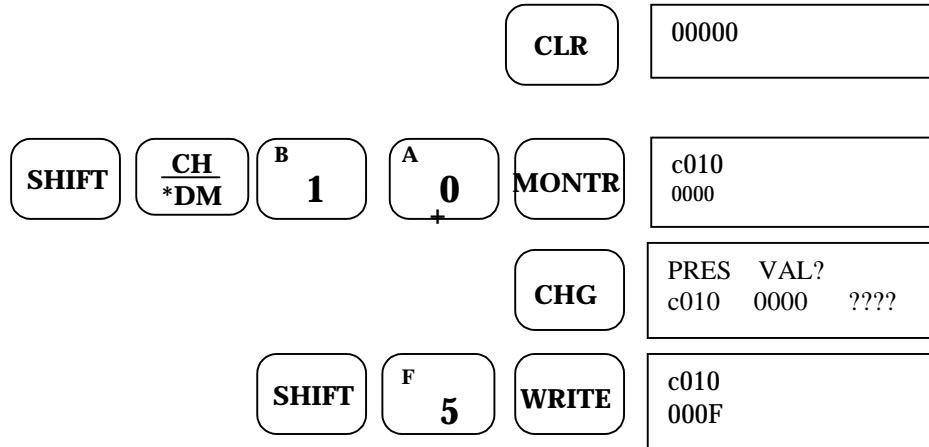 CLR
00000
SHIFT
CH
*DM
B
1
A
0
+
MONTR
c010
0000
CHG
PRES VAL?
c010 0000 ????
SHIFT
F
5
WRITE
c010
000F